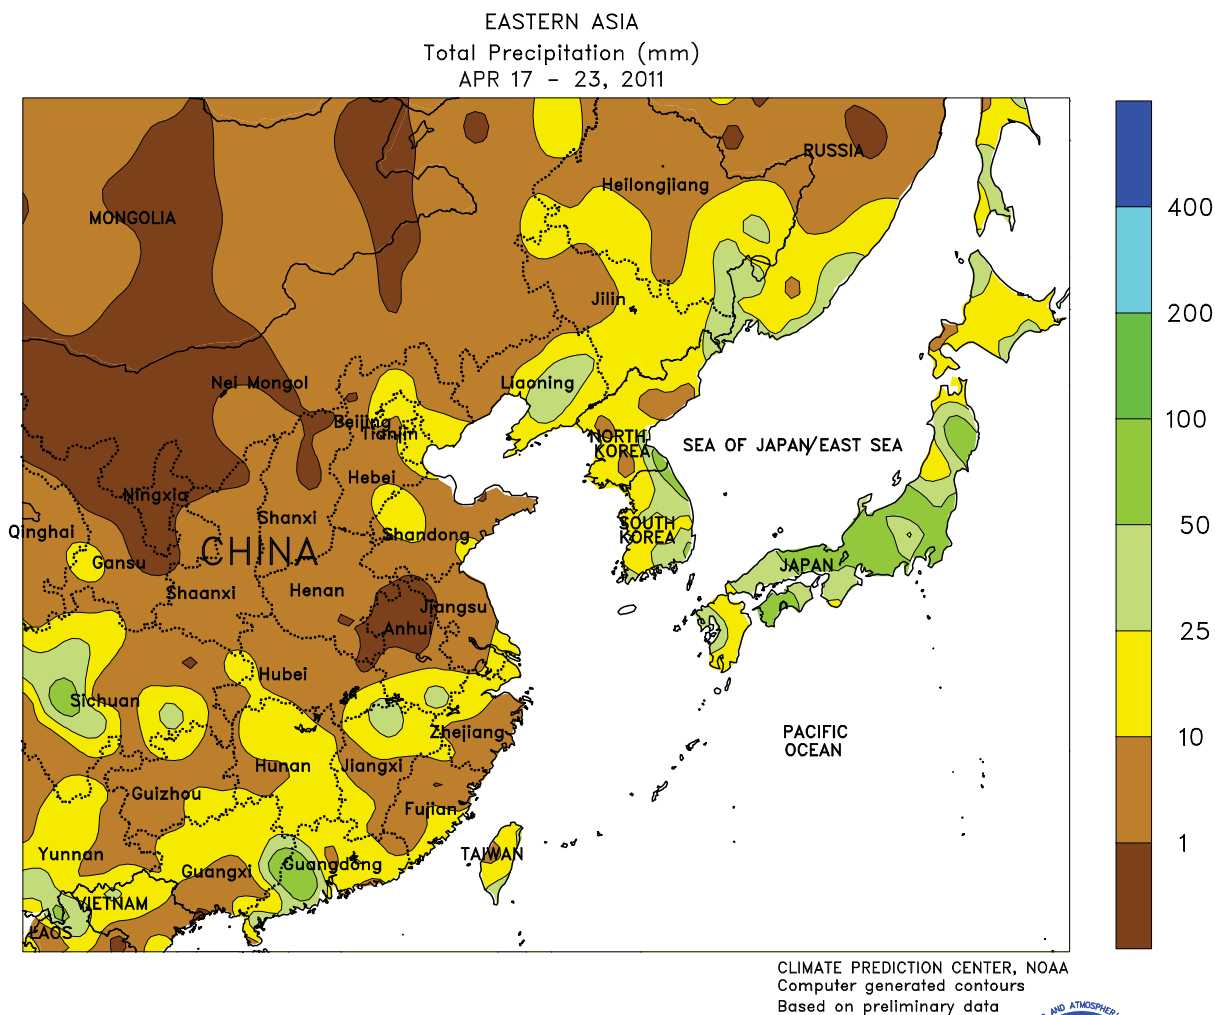 EASTERN ASIA
Total Precipitation (mm)
APR 17 - 23, 2011
RUSSIA
Heilongjiang
MONGOLIA
400
Jilin
200
Nei Mongol
Liaoning
Beijing
Tianjin
100
NORTH
KOREA
SEA OF JAPAN/EAST SEA
Hebei
Ningxia
Shanxi
50
Qinghai
SOUTH
KOREA
Shandong
CHINA
Gansu
JAPAN
Shaanxi
Henan
Jiangsu
Anhui
25
Hubei
Sichuan
Zhejiang
PACIFIC
OCEAN
10
Hunan
Jiangxi
Guizhou
Fujian
1
Yunnan
TAIWAN
Guangxi
Guangdong
VIETNAM
LAOS
CLIMATE PREDICTION CENTER, NOAA
Computer generated contours
Based on preliminary data
AND ATMOSPHER